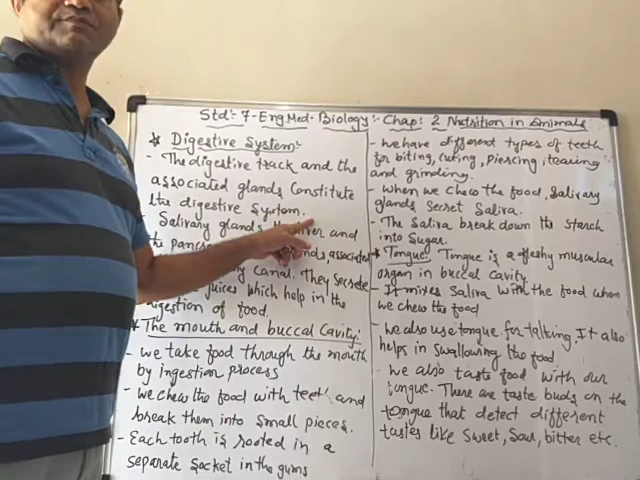 Std:- 7-Eng.Med- Biology:- Chap: 2 Nutrition in Animals
* Digestive System:-
- The digestive track and the
associated glands Constitute
the digestive System.
- Salivary glands liver and
the glands associated
Canal. They Secrete
juices which help in the
digestion of food.
* The mouth and buccal Cavity:-
- we take food through the mouth
by ingestion process
- we chew the food with teeth and
break them into Small pieces.
- Each tooth is rooted in a
separate Socket in the gums
- we have different types of teeth
for biting, Cuting, Piercing, tearing
and grinding.
- when we Chew the food, Salivary
glands Secret Saliva.
- The Saliva break down the Starch
into Sugar.
* Tongue:- Tongue is a fleshy muscular
organ in buccal Cavity
- It mixes Saliva with the food when
we chew the food
- we also use tongue for talking. It also
helps in Swallowing the food
- we also taste food with our
tongue. There are taste buds on the
tongue that detect different
tastes like Sweet, Sour, bitter etc.